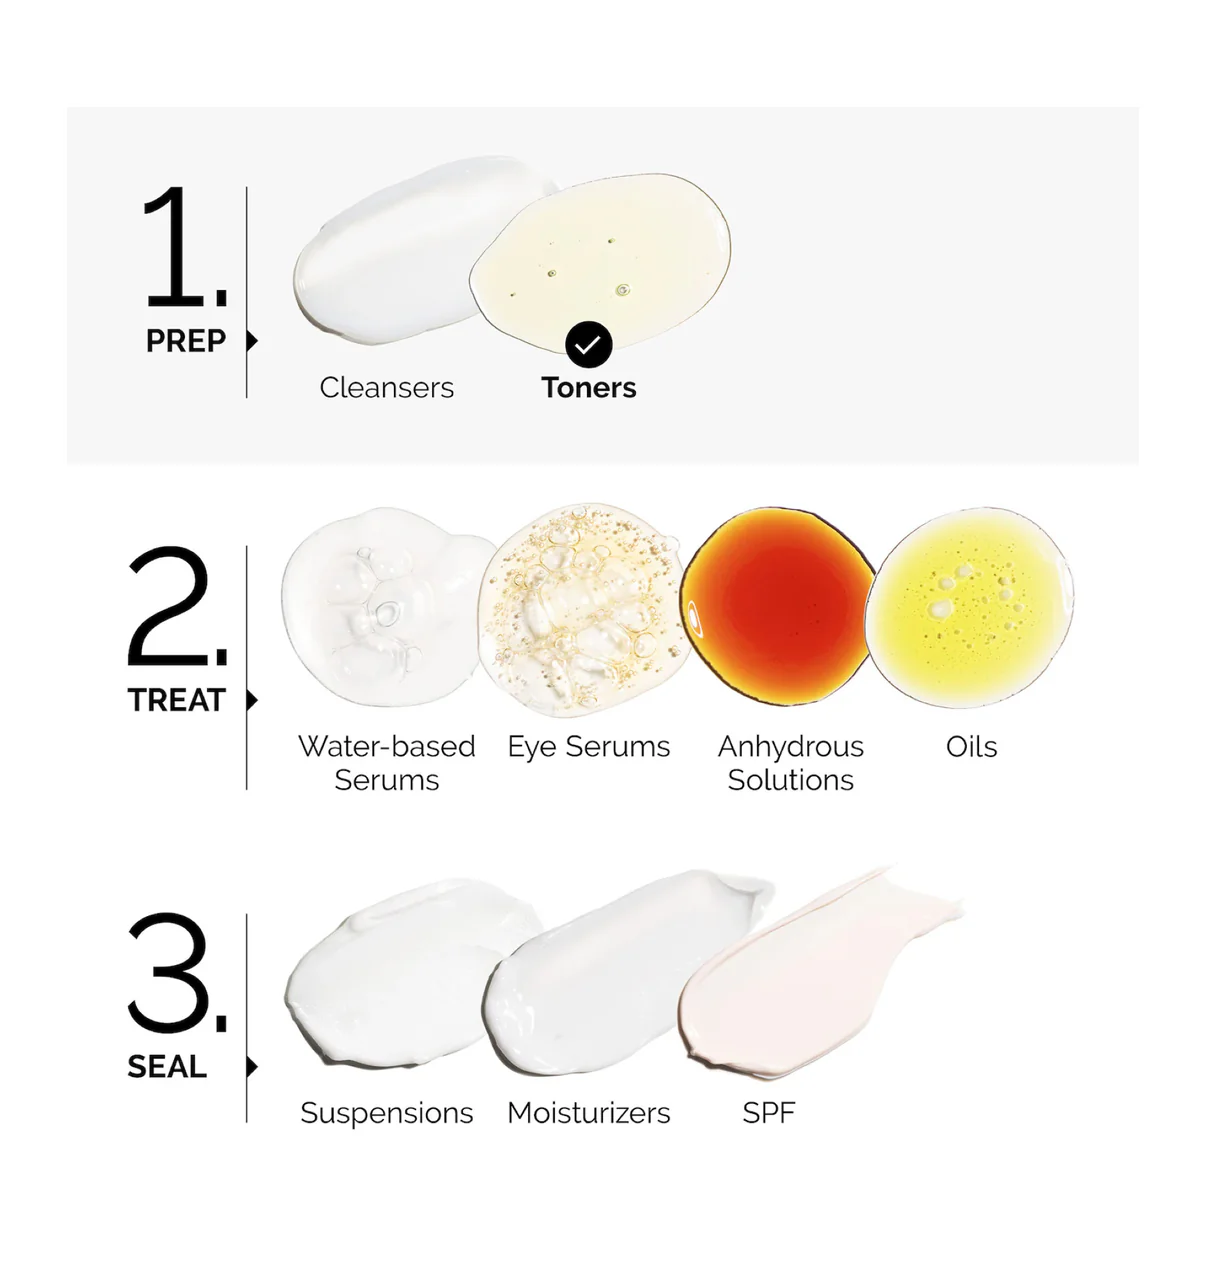 1.
PREP
Cleansers
Toners
2.
TREAT
Water-based
Serums
Eye Serums
Anhydrous
Solutions
Oils
3.
SEAL
Suspensions
Moisturizers
SPF